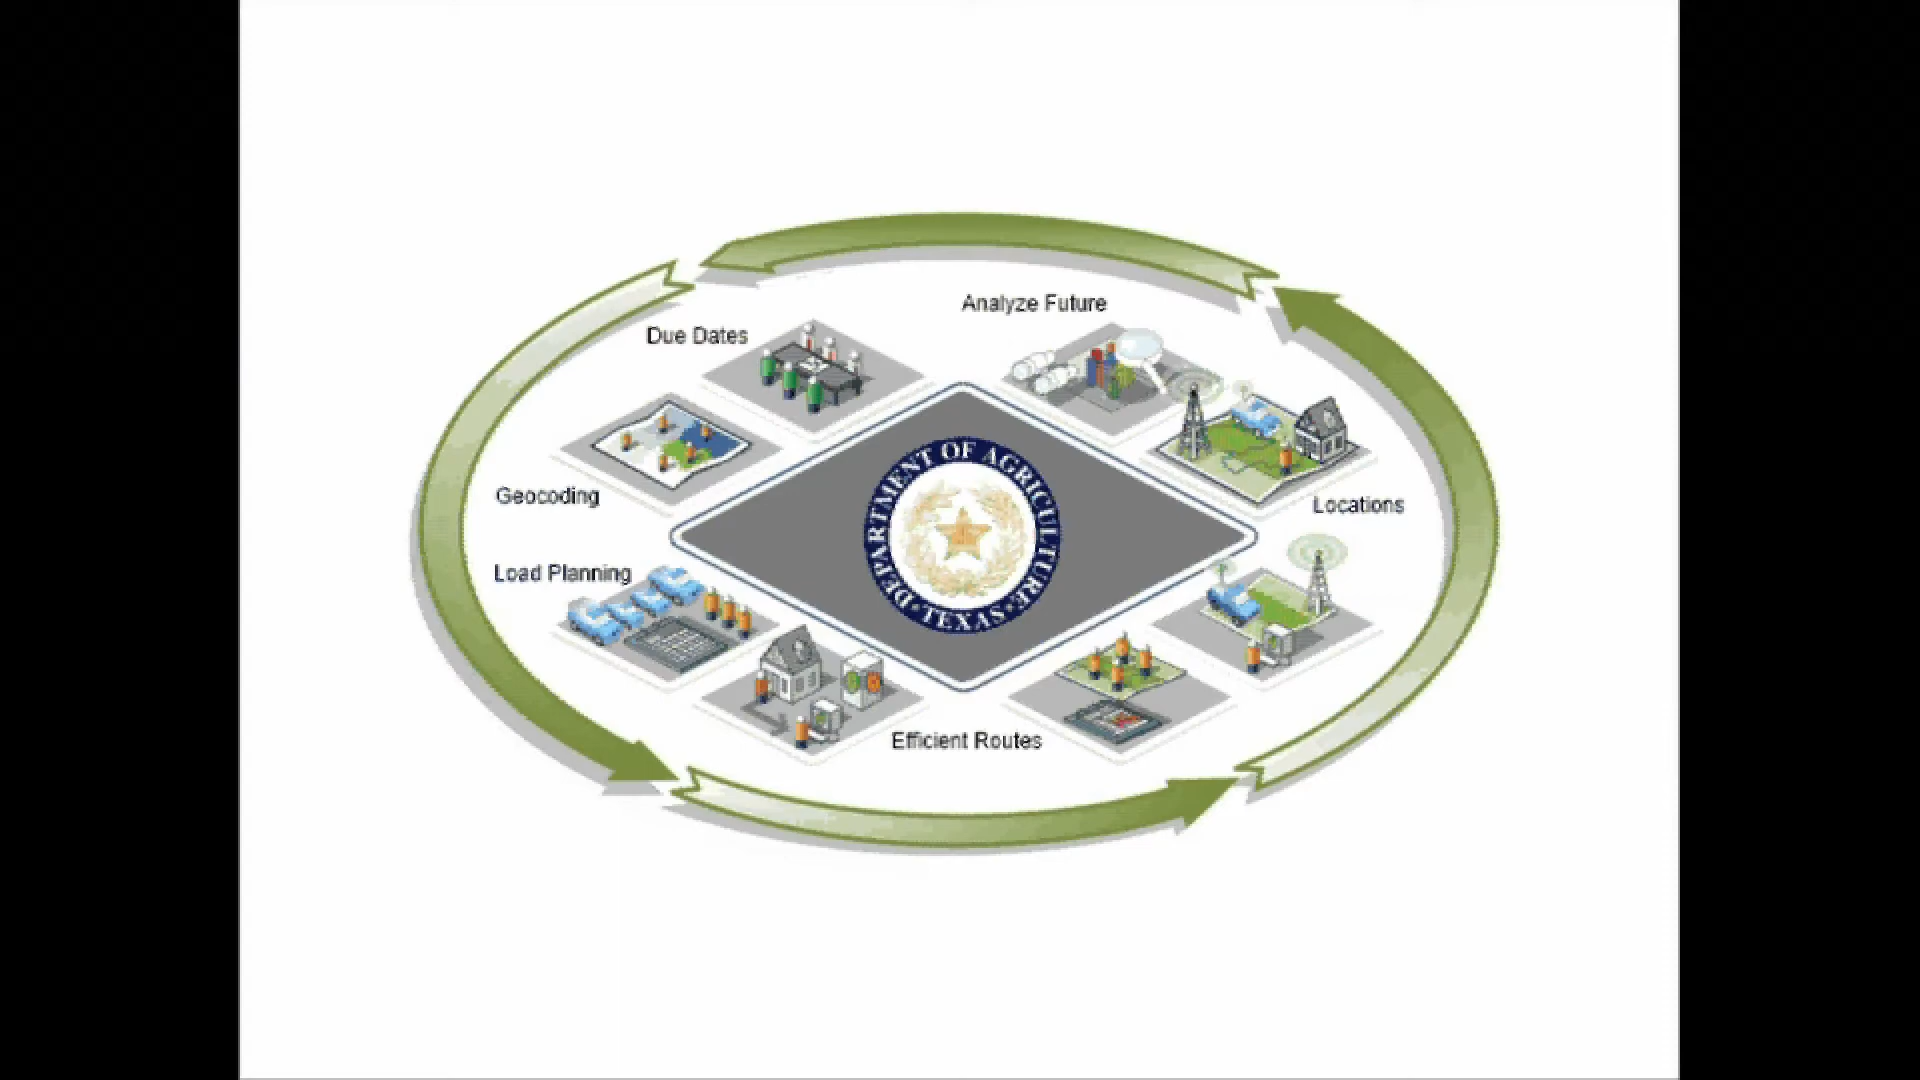 Analyze Future
Due Dates
Geocoding
Locations
Load Planning
Efficient Routes
DEPARTMENT OF AGRICULTURE
TEXAS